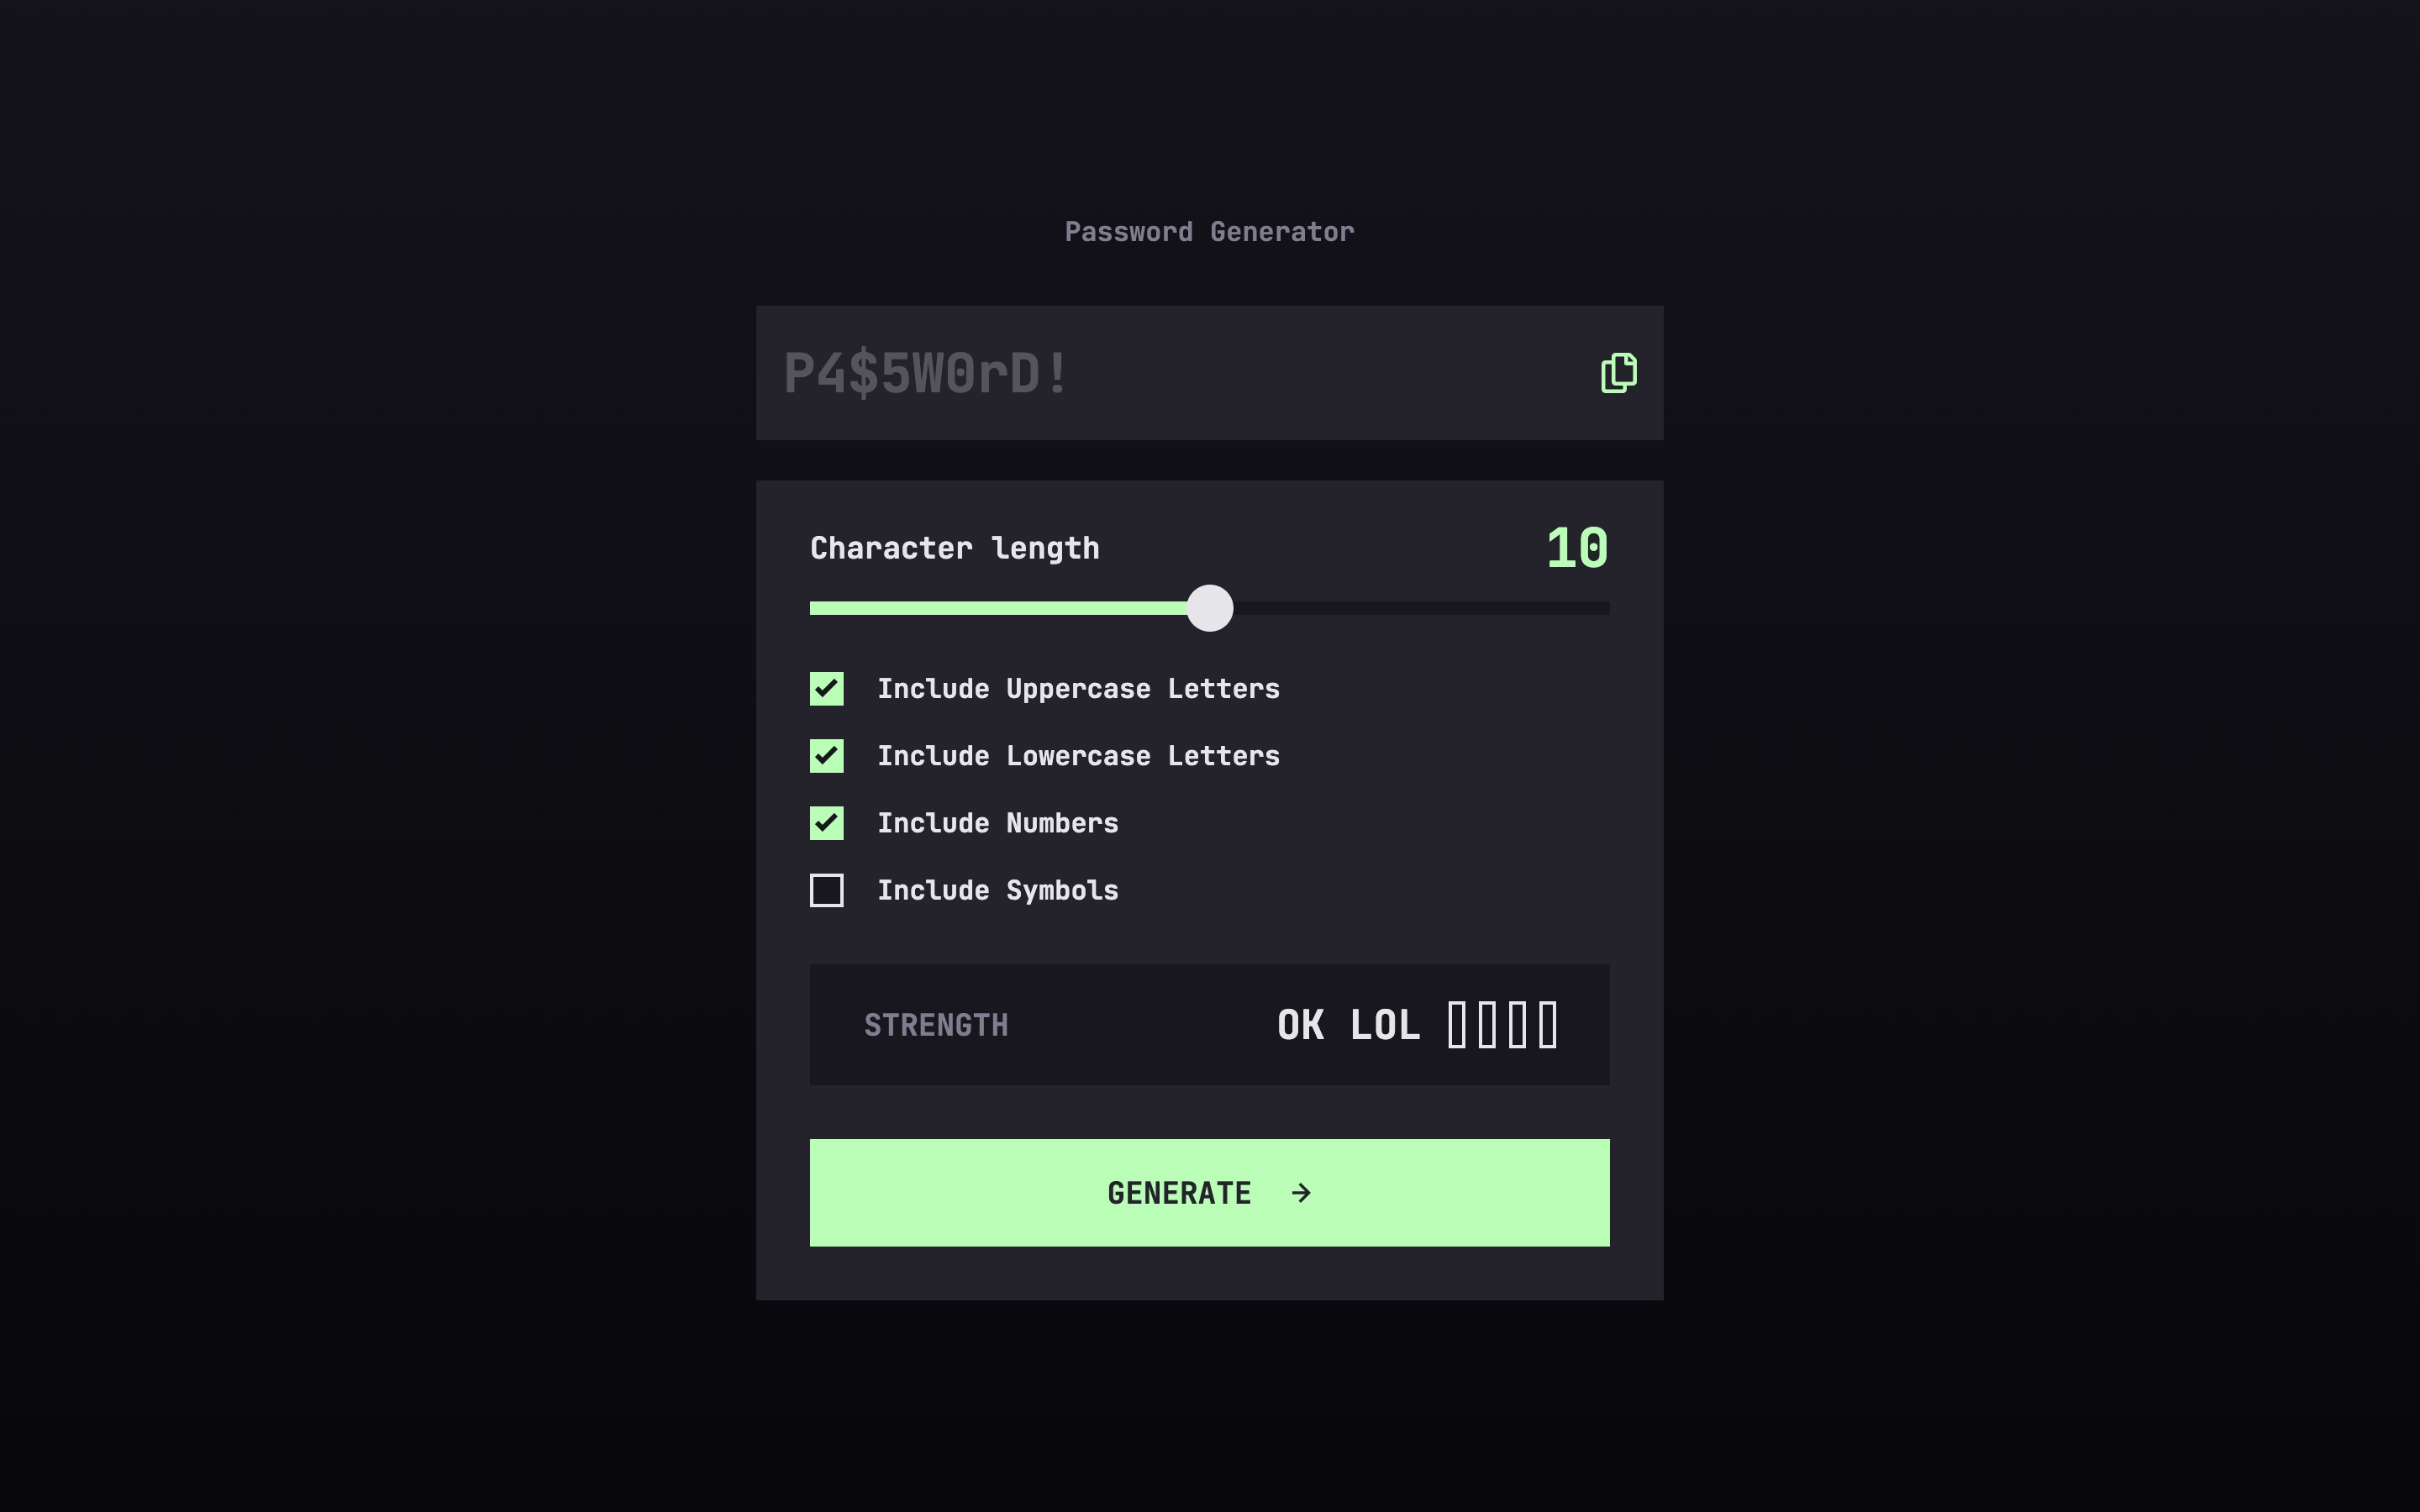 Password Generator
P4$5W0rD!
Character length 10
Include Uppercase Letters
Include Lowercase Letters
Include Numbers
Include Symbols
STRENGTH OK LOL
GENERATE →